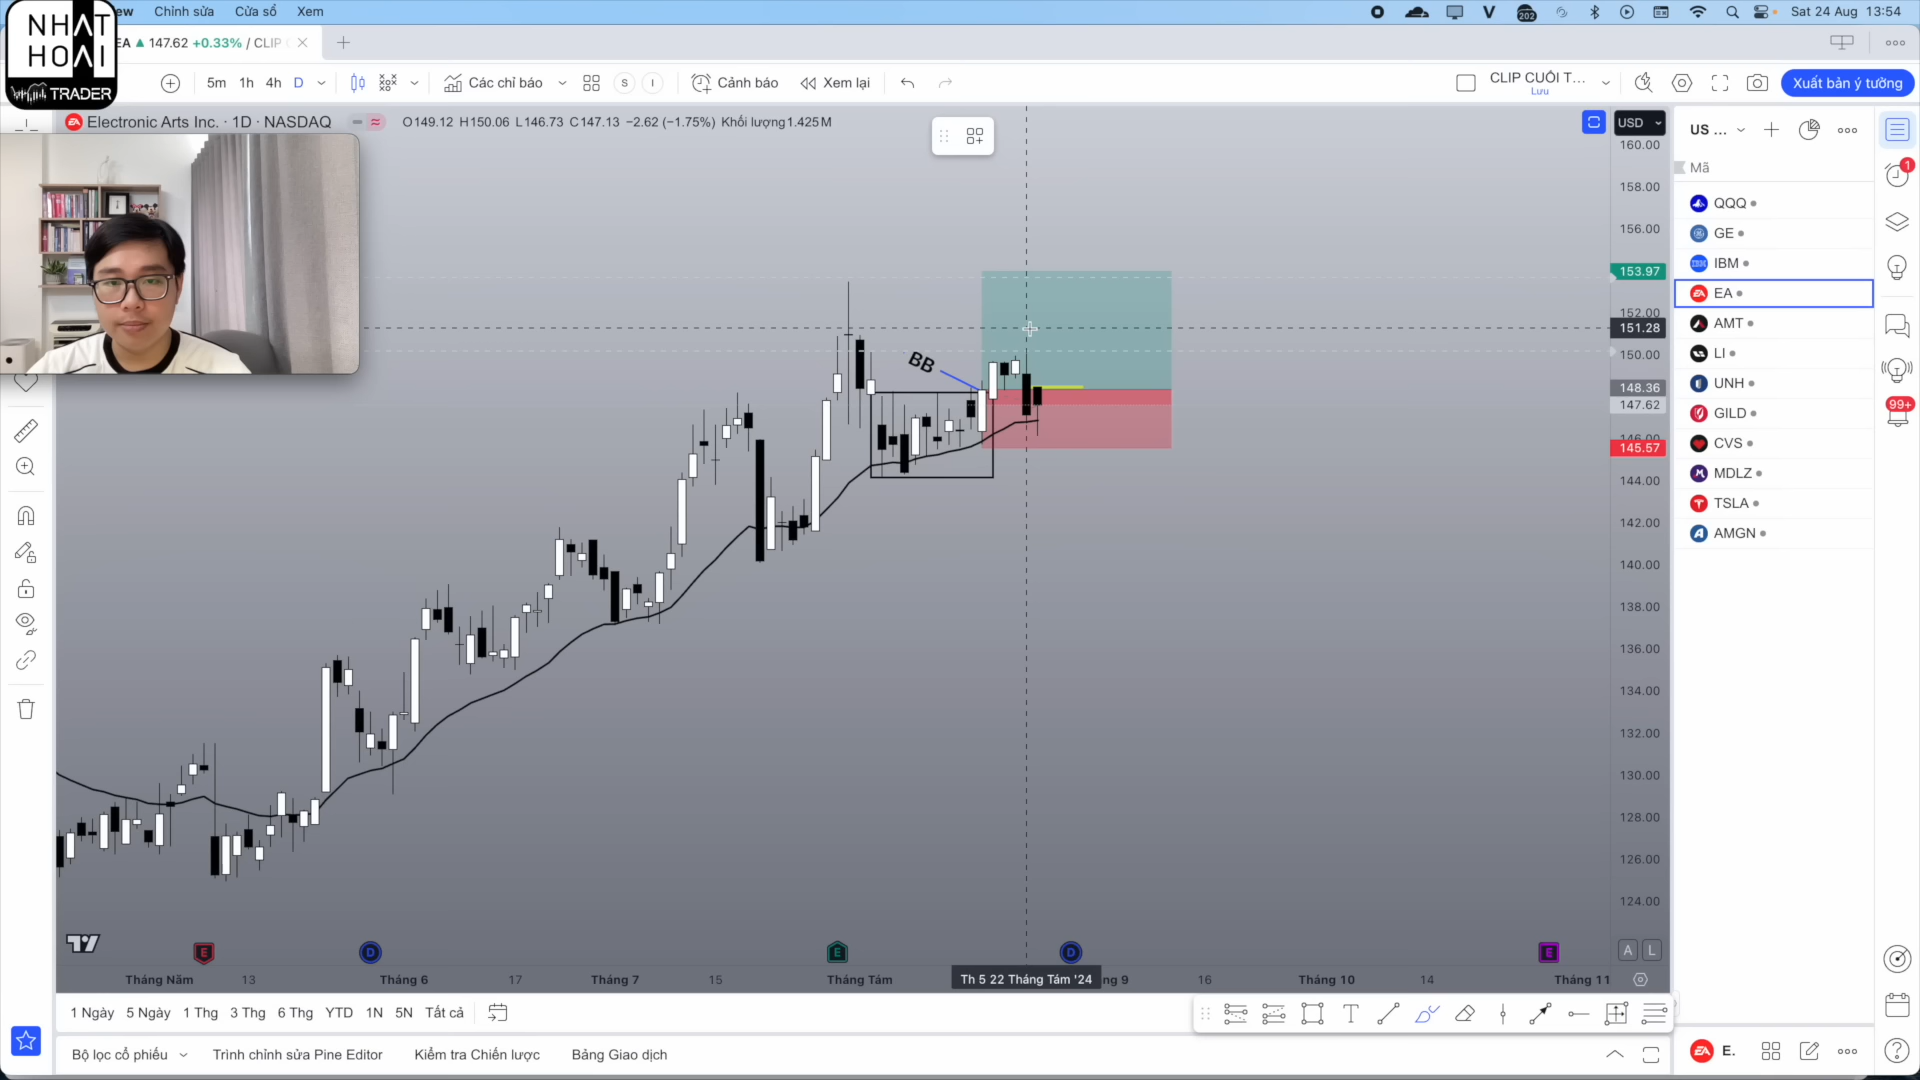 NHAT
HOAI
TRADER
ew Chỉnh sửa Cửa sổ Xem
202
Sat 24 Aug 13:54
EA 147.62 +0.33% / CLIP
5m 1h 4h D
Các chỉ báo
S I
Cảnh báo
Xem lại
CLIP CUỐI T...
Lưu
Xuất bản ý tưởng
Electronic Arts Inc. · 1D · NASDAQ
O149.12 H150.06 L146.73 C147.13 −2.62 (−1.75%) Khối lượng1.425 M
USD
160.00
158.00
156.00
153.97
152.00
151.28
150.00
148.36
147.62
146.00
145.57
144.00
142.00
140.00
138.00
136.00
134.00
132.00
130.00
128.00
126.00
124.00
BB
US ...
Mã
QQQ
GE
IBM
EA
AMT
LI
UNH
GILD
CVS
MDLZ
TSLA
AMGN
1
99+
E D E D E
A L
Tháng Năm 13 Tháng 6 17 Tháng 7 15 Tháng Tám Th 5 22 Tháng Tám '24 ng 9 16 Tháng 10 14 Tháng 11
1 Ngày 5 Ngày 1 Thg 3 Thg 6 Thg YTD 1N 5N Tất cả
Bộ lọc cổ phiếu Trình chỉnh sửa Pine Editor Kiểm tra Chiến lược Bảng Giao dịch
E.